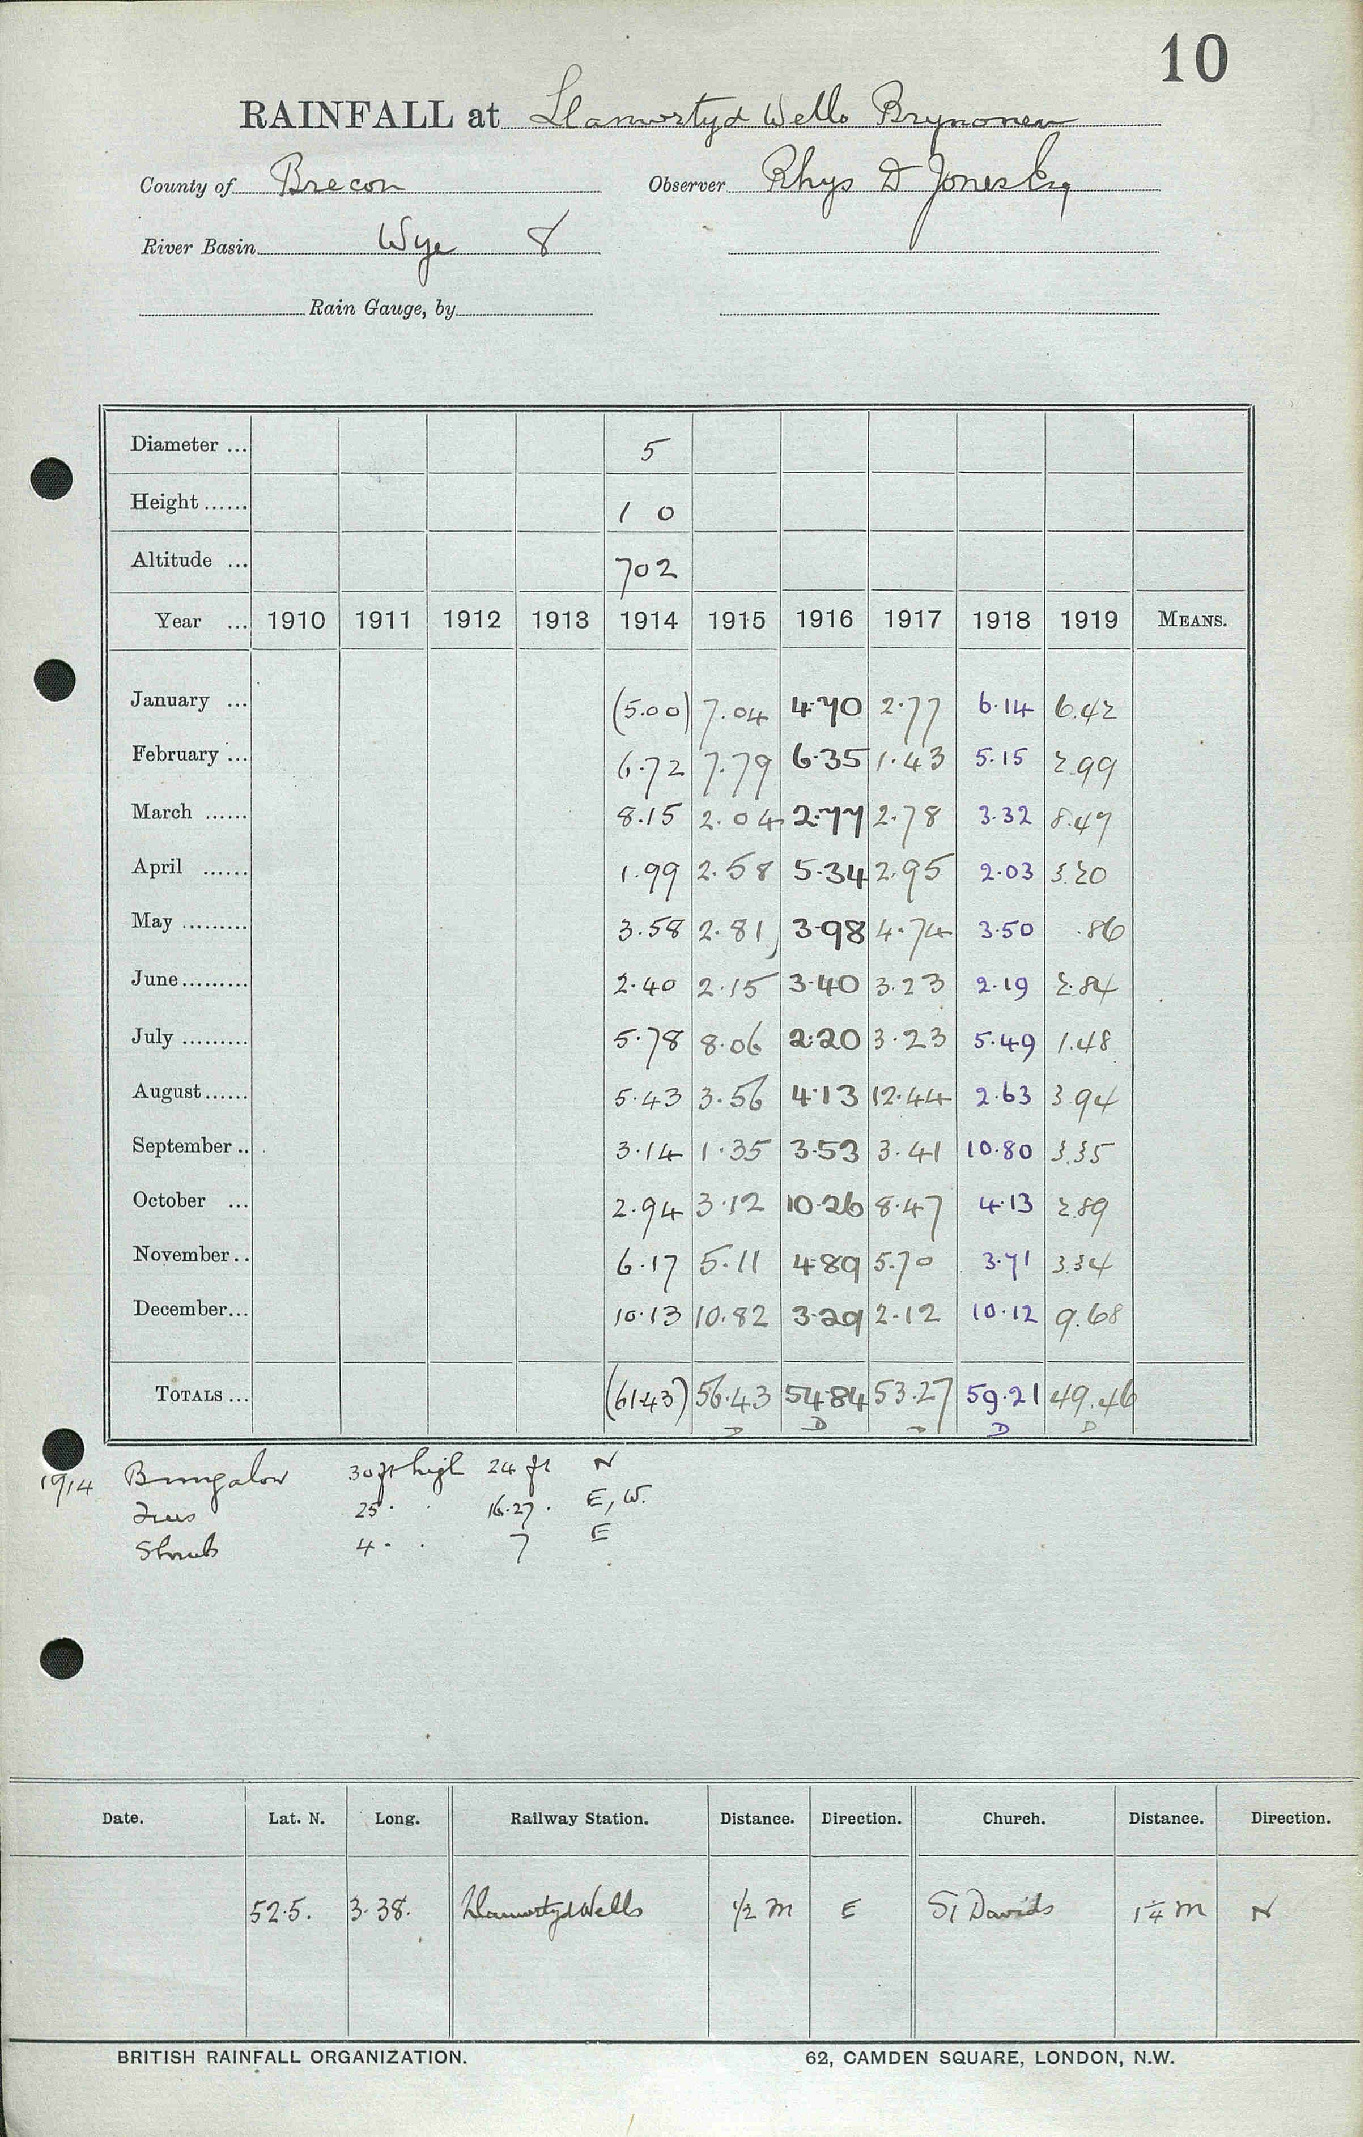 10
RAINFALL at Llanwrtyd Wells Brynonen
County of Brecon Observer Rhys D Jones Esq
River Basin Wye 8
Rain Gauge, by
Diameter ... 5
Height ...... 1 0
Altitude ... 702
Year ... 1910 1911 1912 1913 1914 1915 1916 1917 1918 1919 MEANS.
January ... (5.00) 7.04 4.70 2.77 6.14 6.42
February ... 6.72 7.79 6.35 1.43 5.15 2.99
March ...... 8.15 2.04 2.77 2.78 3.32 8.47
April ...... 1.99 2.58 5.34 2.95 2.03 3.20
May ......... 3.58 2.81 3.98 4.74 3.50 .86
June......... 2.40 2.15 3.40 3.23 2.19 2.84
July ......... 5.78 8.06 2.20 3.23 5.49 1.48
August...... 5.43 3.56 4.13 12.44 2.63 3.94
September .. 3.14 1.35 3.53 3.41 10.80 3.35
October ... 2.94 3.12 10.26 8.47 4.13 2.89
November .. 6.17 5.11 4.89 5.70 3.71 3.34
December... 10.13 10.82 3.29 2.12 10.12 9.68
TOTALS ... (61.43) 56.43 54.84 53.27 59.21 49.46
D D D D D
1914 Bungalow 30 ft high 24 ft N
Trees 25 . . 16.27 . E, W.
Shrubs 4 . . 7 E
Date. Lat. N. Long. Railway Station. Distance. Direction. Church. Distance. Direction.
52.5. 3.38. Llanwrtyd Wells 1/2 m E St Davids 1 1/4 m N
BRITISH RAINFALL ORGANIZATION. 62, CAMDEN SQUARE, LONDON, N.W.